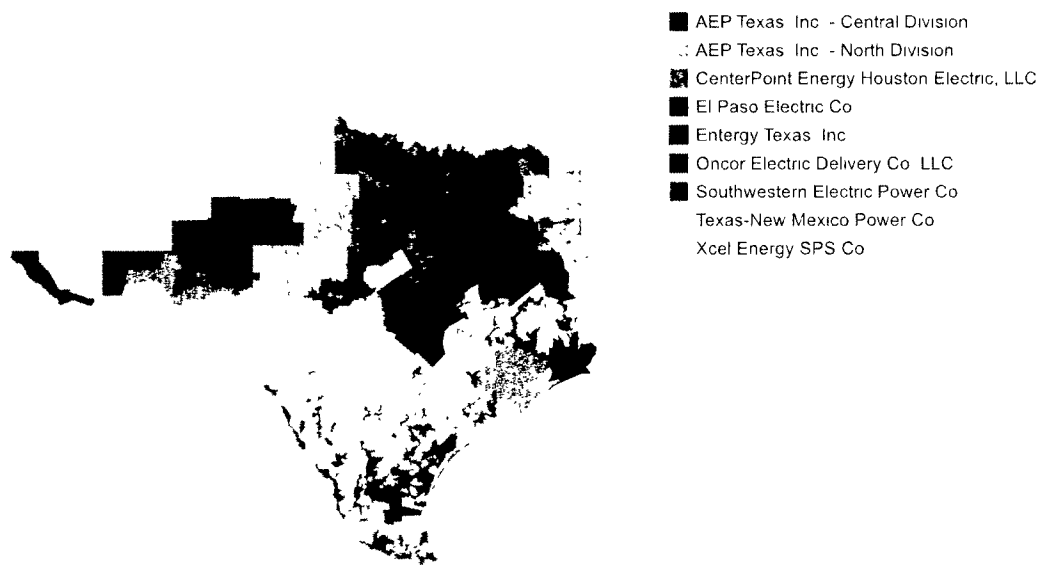 AEP Texas Inc - Central Division
AEP Texas Inc - North Division
CenterPoint Energy Houston Electric, LLC
El Paso Electric Co
Entergy Texas Inc
Oncor Electric Delivery Co LLC
Southwestern Electric Power Co
Texas-New Mexico Power Co
Xcel Energy SPS Co